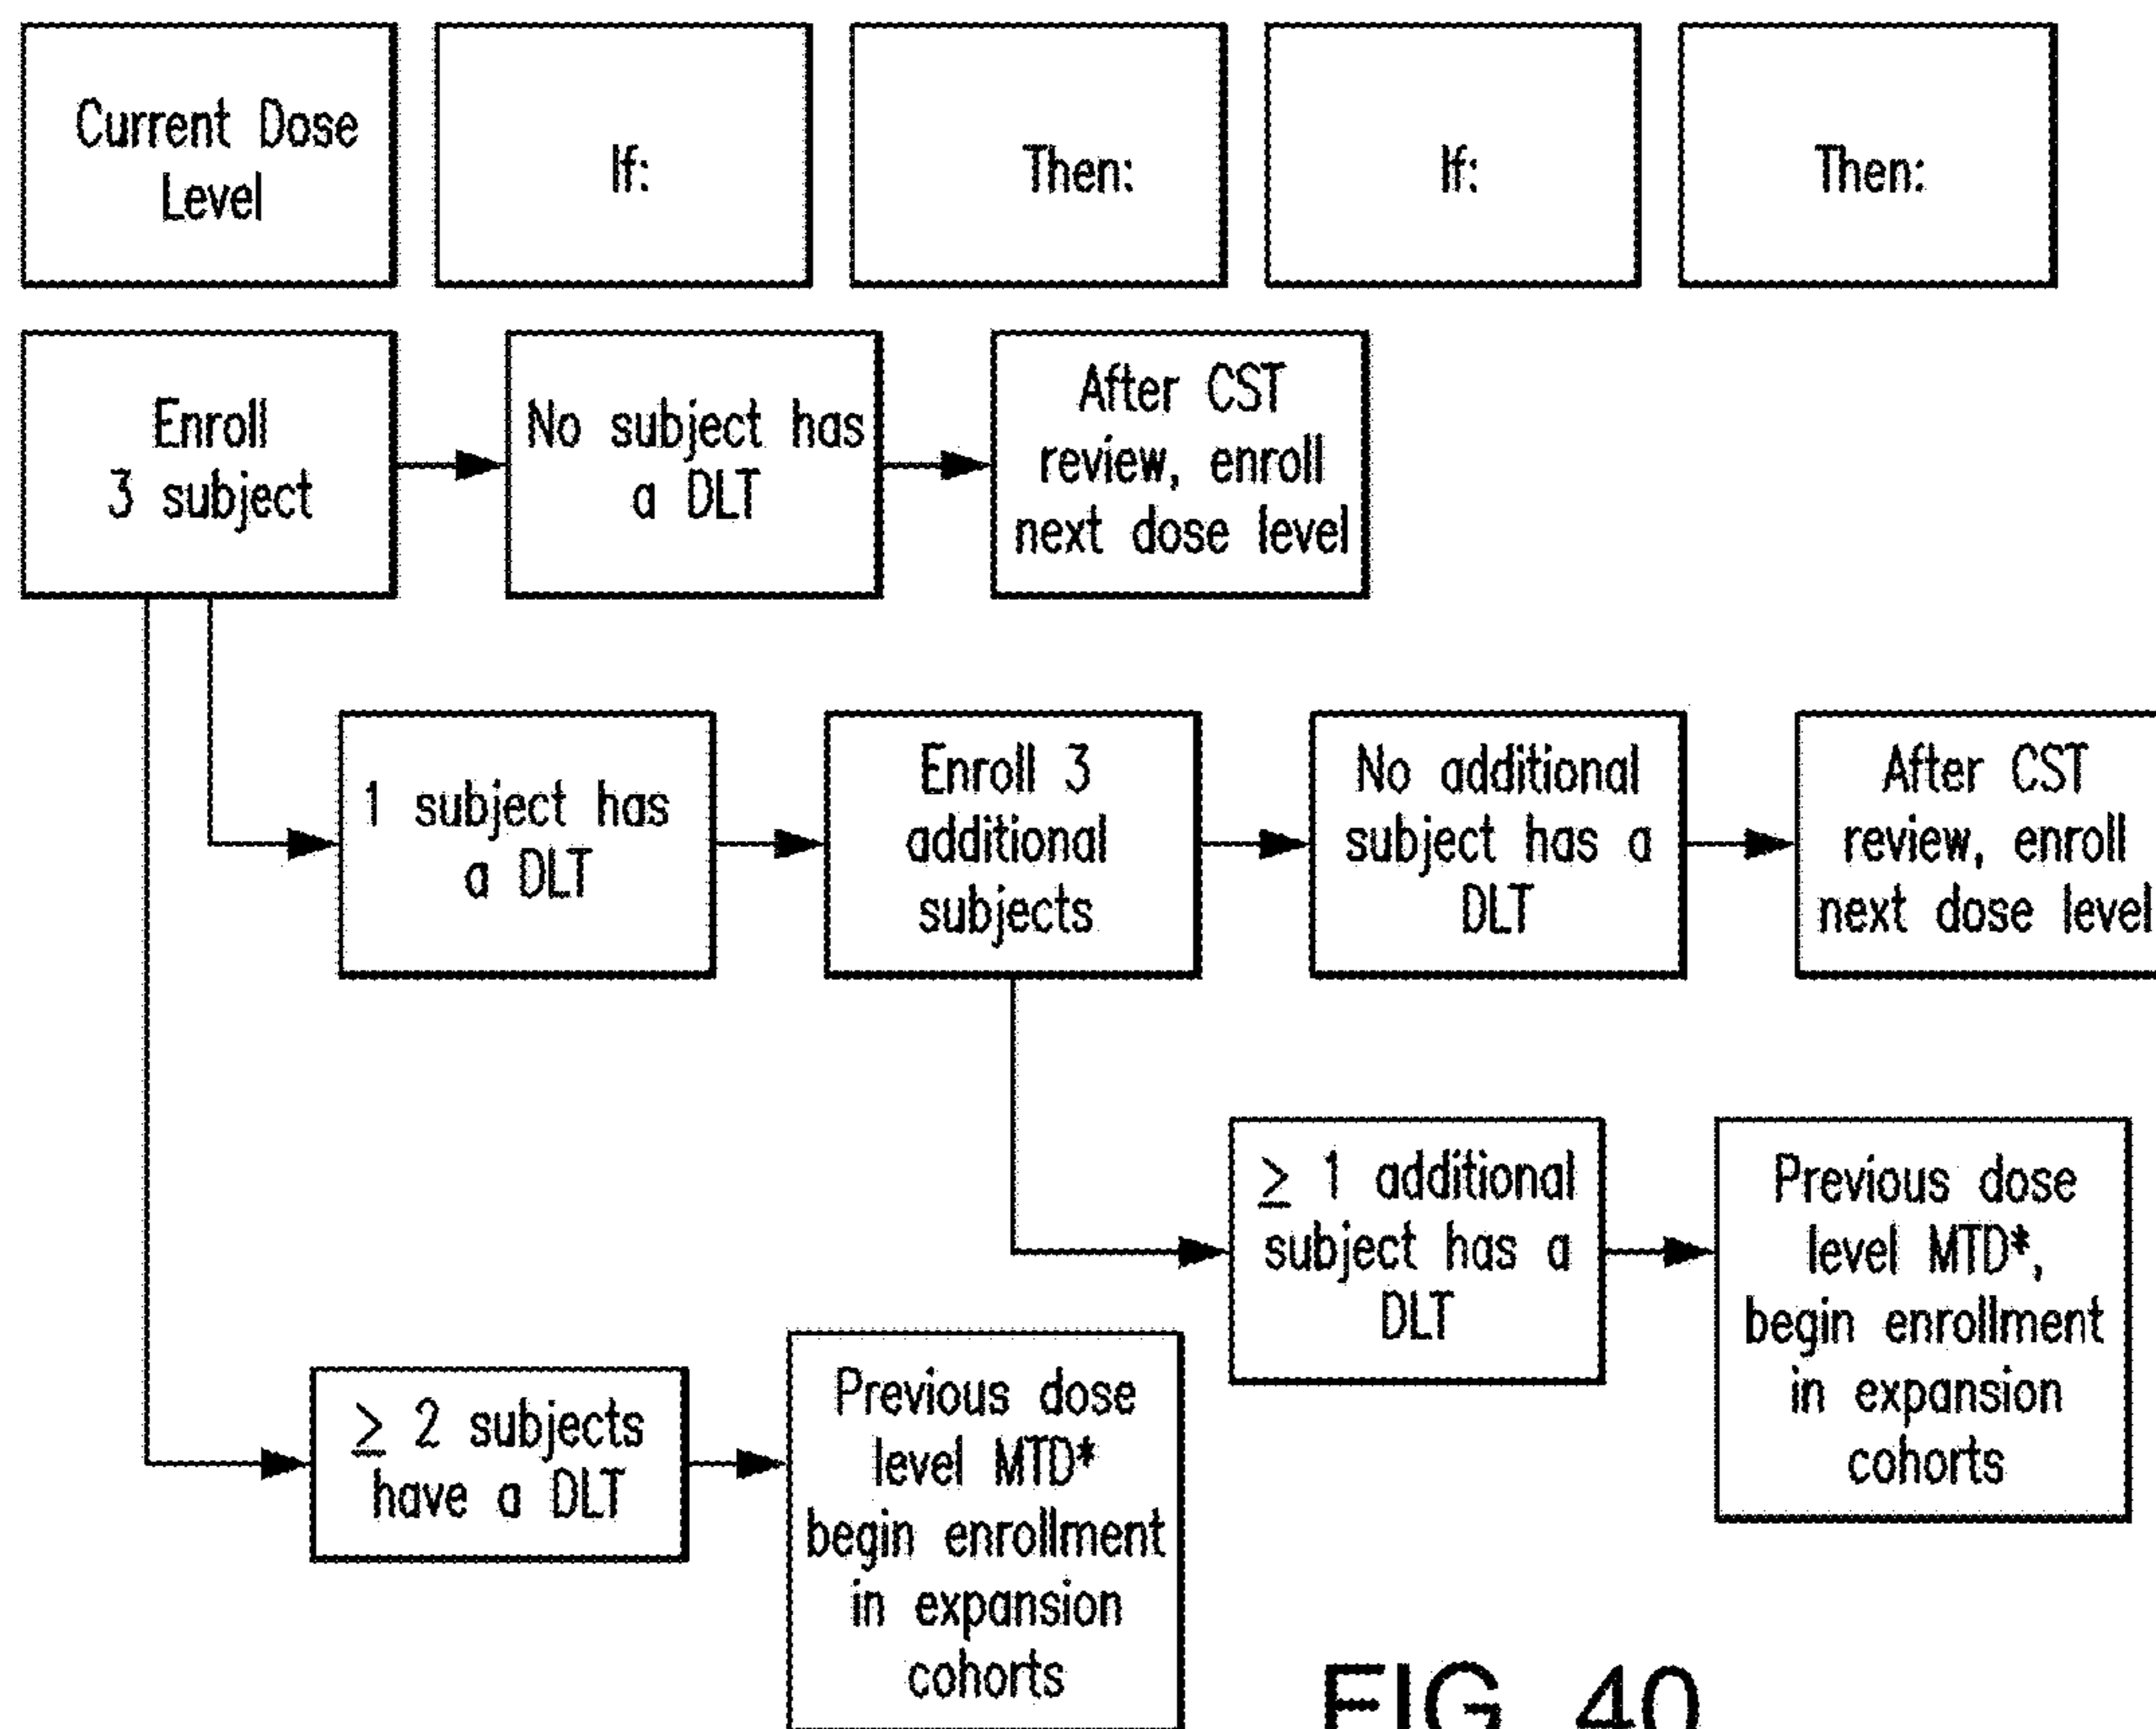 Current Dose
Level
If:
Then:
If:
Then:
Enroll
3 subject
No subject has
a DLT
After CST
review, enroll
next dose level
1 subject has
a DLT
Enroll 3
additional
subjects
No additional
subject has a
DLT
After CST
review, enroll
next dose level
≥ 1 additional
subject has a
DLT
Previous dose
level MTD*,
begin enrollment
in expansion
cohorts
≥ 2 subjects
have a DLT
Previous dose
level MTD*
begin enrollment
in expansion
cohorts
FIG. 40